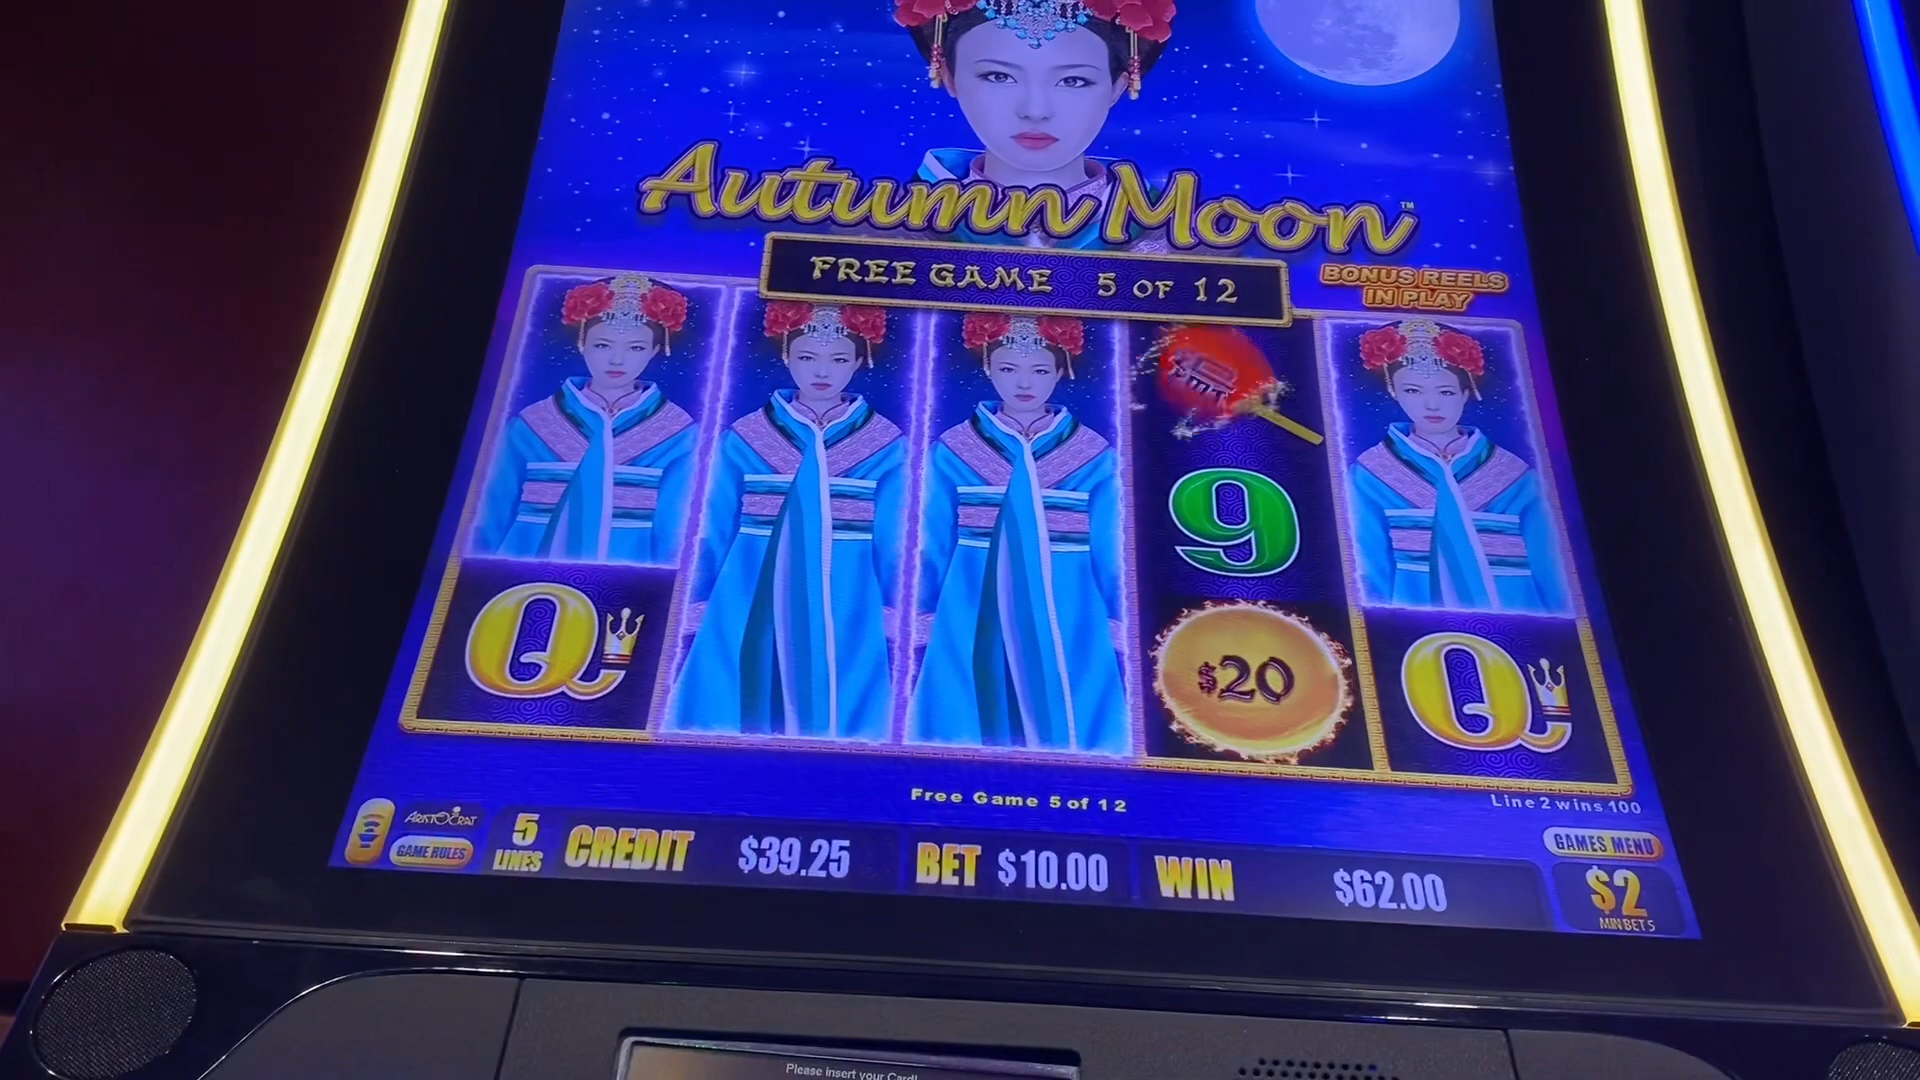 Autumn Moon™
FREE GAME 5 OF 12
BONUS REELS
IN PLAY
9
Q
$20
Q
Free Game 5 of 12
Line 2 wins 100
ARISTOCRAT
GAME RULES
5
LINES
CREDIT $39.25
BET $10.00
WIN $62.00
GAMES MENU
$2
MIN BET 5
Please insert your Card!